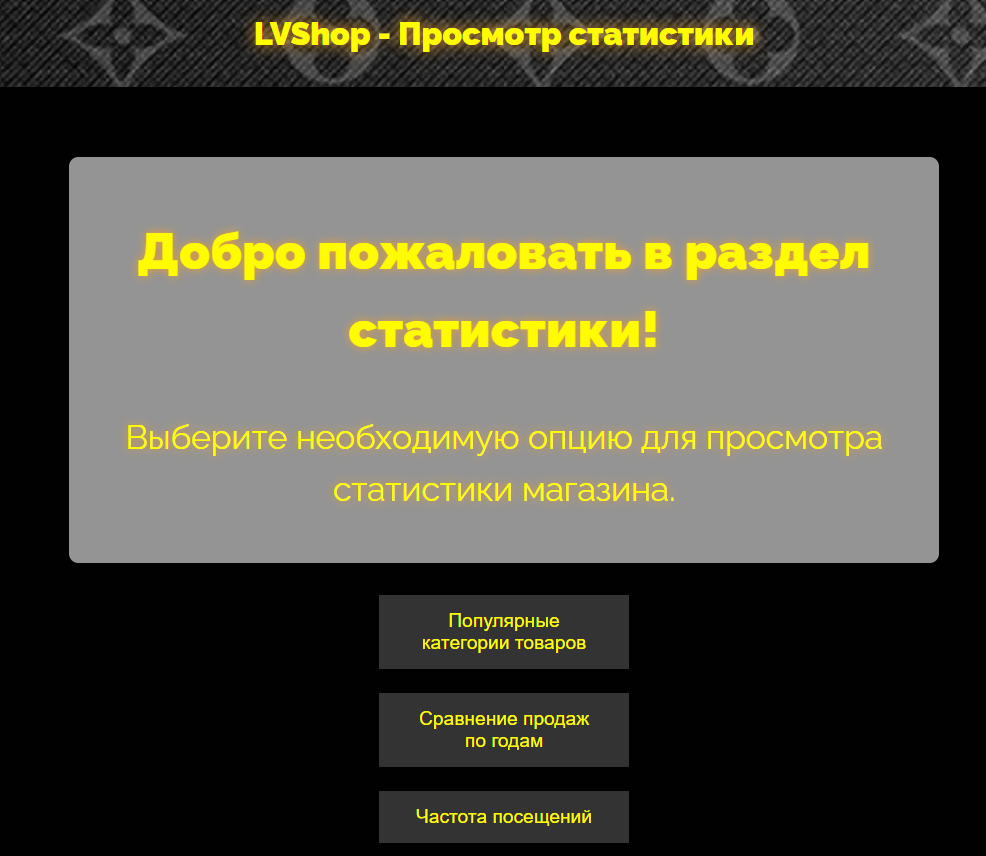 LVShop - Просмотр статистики
Добро пожаловать в раздел
статистики!
Выберите необходимую опцию для просмотра
статистики магазина.
Популярные
категории товаров
Сравнение продаж
по годам
Частота посещений